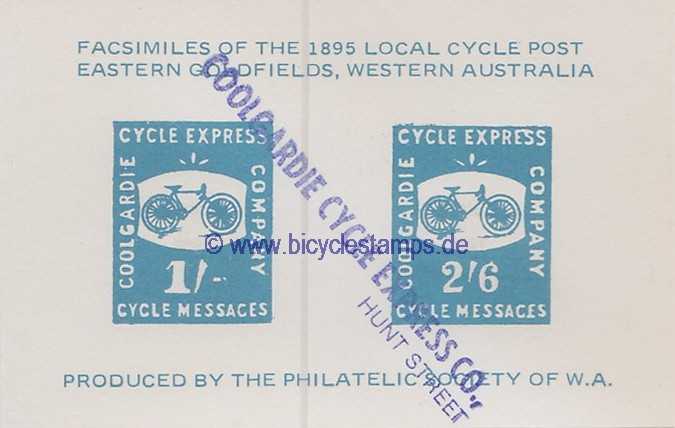 FACSIMILES OF THE 1895 LOCAL CYCLE POST
EASTERN GOLDFIELDS, WESTERN AUSTRALIA
CYCLE EXPRESS
COOLGARDIE
COMPANY
1/-
CYCLE MESSACES
CYCLE EXPRESS
COOLGARDIE
COMPANY
2/6
CYCLE MESSACES
COOLGARDIE CYCLE EXPRESS CO.,
HUNT STREET
© www.bicyclestamps.de
PRODUCED BY THE PHILATELIC SOCIETY OF W.A.